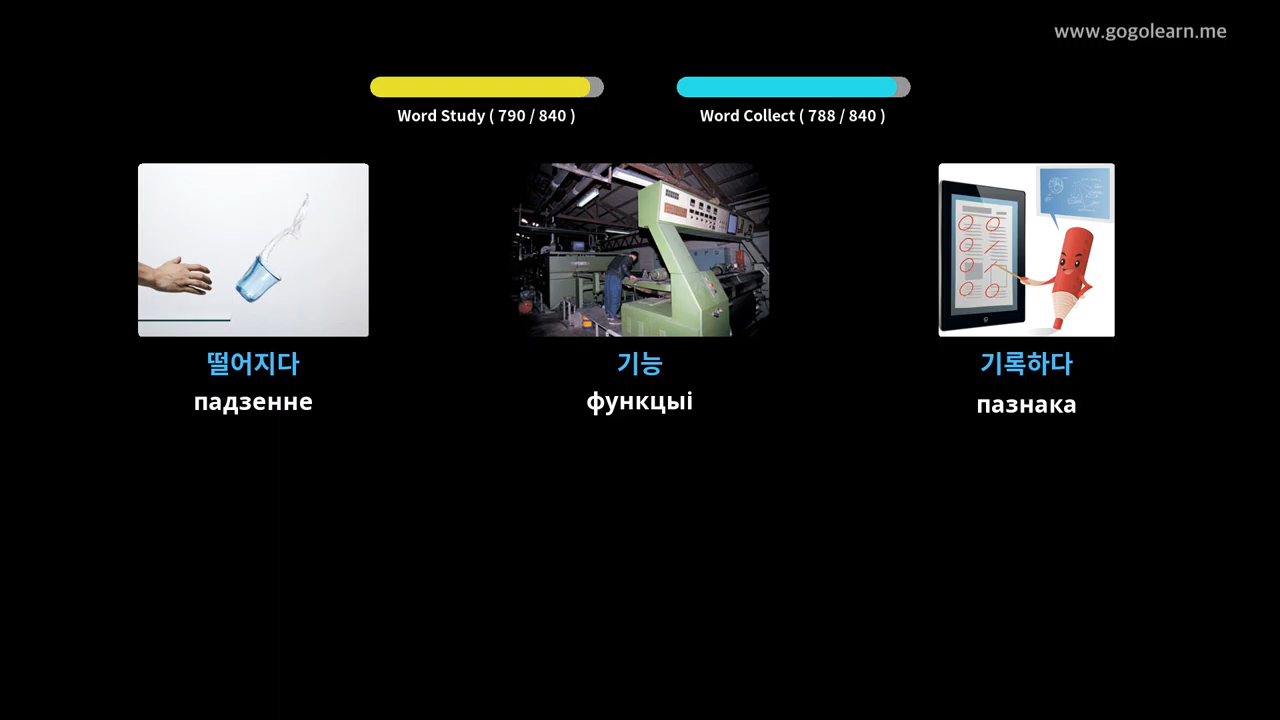 www.gogolearn.me
Word Study ( 790 / 840 )
Word Collect ( 788 / 840 )
떨어지다
기능
기록하다
падзенне
функцыі
пазнака